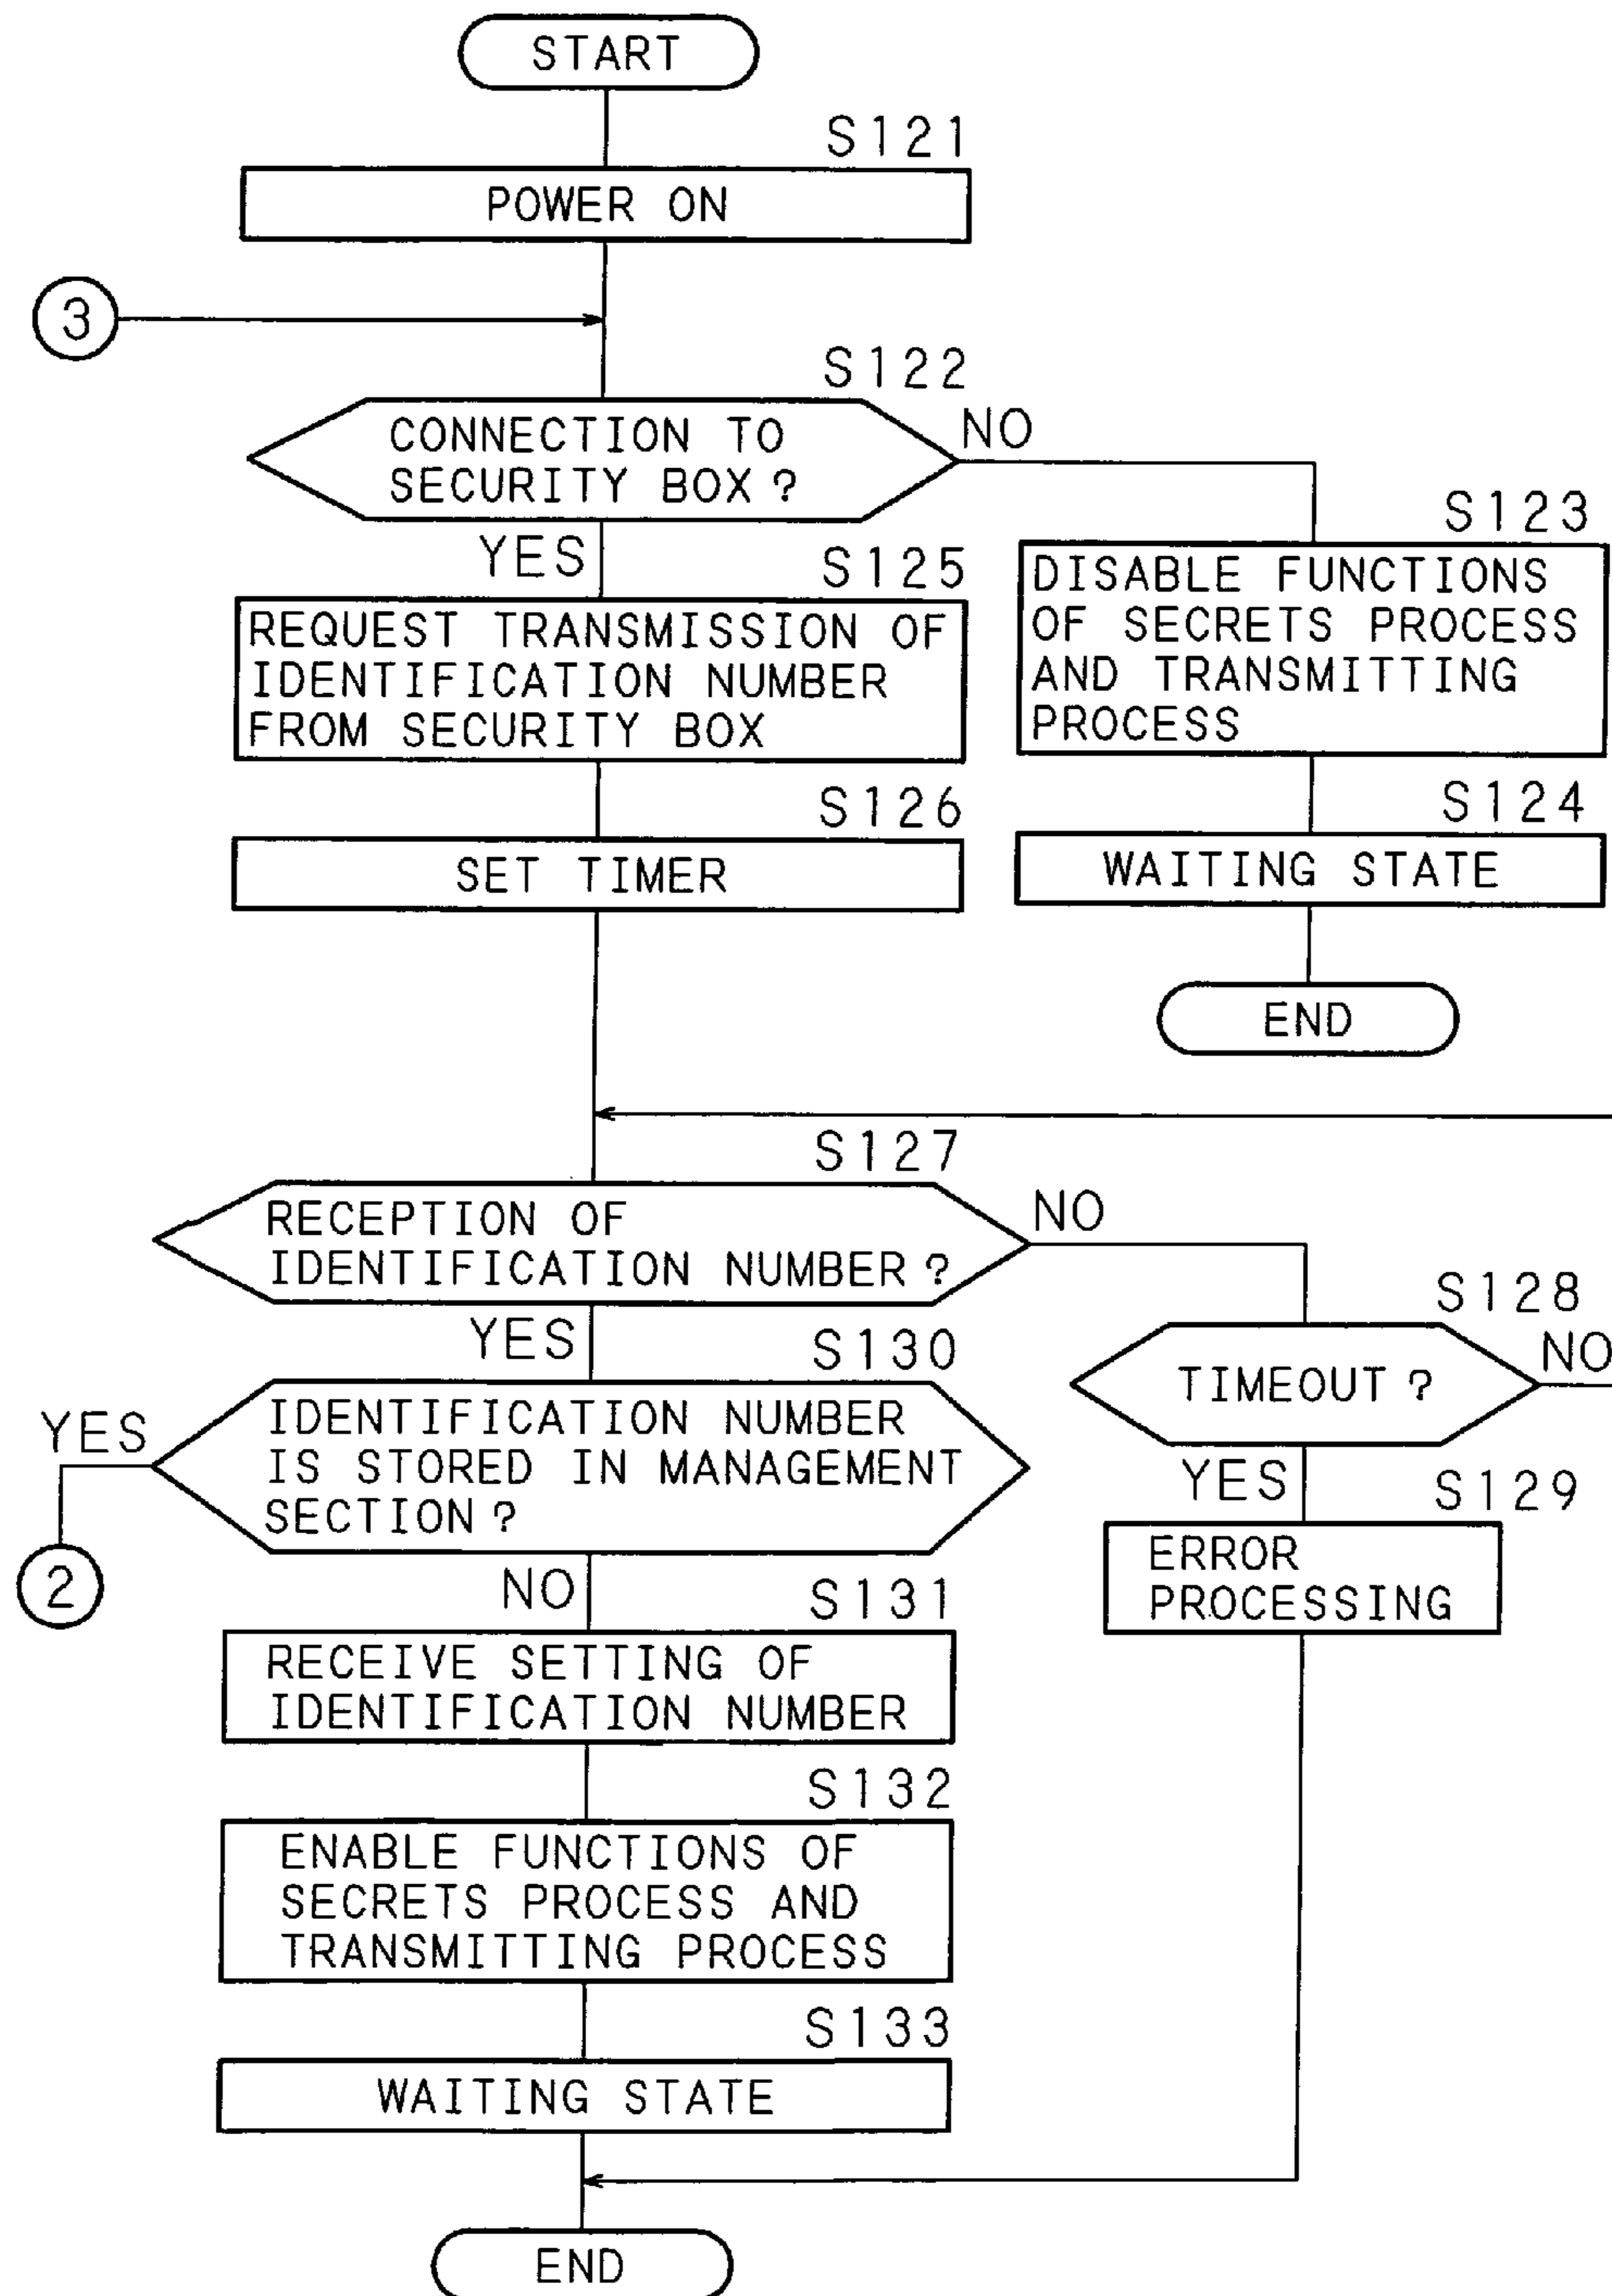 START
S121
POWER ON
3
S122
CONNECTION TO
SECURITY BOX?
NO
YES
S123
DISABLE FUNCTIONS
OF SECRETS PROCESS
AND TRANSMITTING
PROCESS
S125
REQUEST TRANSMISSION OF
IDENTIFICATION NUMBER
FROM SECURITY BOX
S124
WAITING STATE
END
S126
SET TIMER
S127
RECEPTION OF
IDENTIFICATION NUMBER?
NO
YES
S128
TIMEOUT?
NO
YES
S129
ERROR
PROCESSING
S130
IDENTIFICATION NUMBER
IS STORED IN MANAGEMENT
SECTION?
YES
2
NO
S131
RECEIVE SETTING OF
IDENTIFICATION NUMBER
S132
ENABLE FUNCTIONS OF
SECRETS PROCESS AND
TRANSMITTING PROCESS
S133
WAITING STATE
END